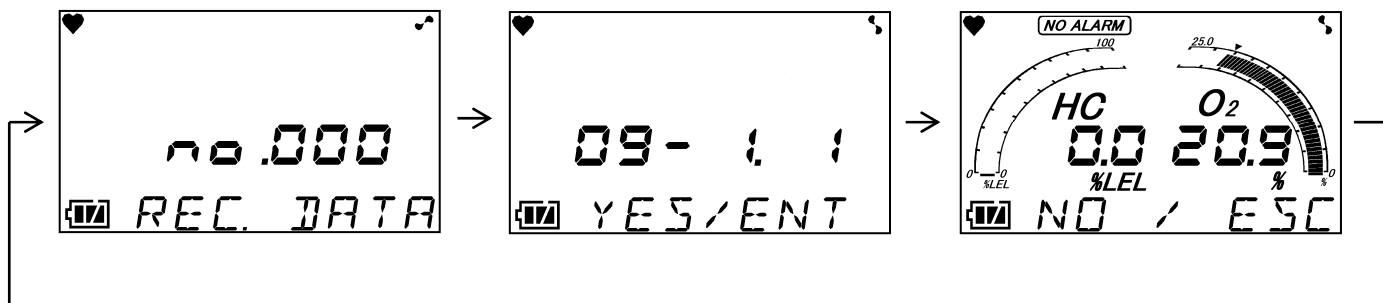 no.000
REC. DATA
09- 1. 1
YES/ENT
NO ALARM
100
25.0
HC
O2
0.0
20.9
0
0
0
%LEL
%LEL
%
%
NO / ESC